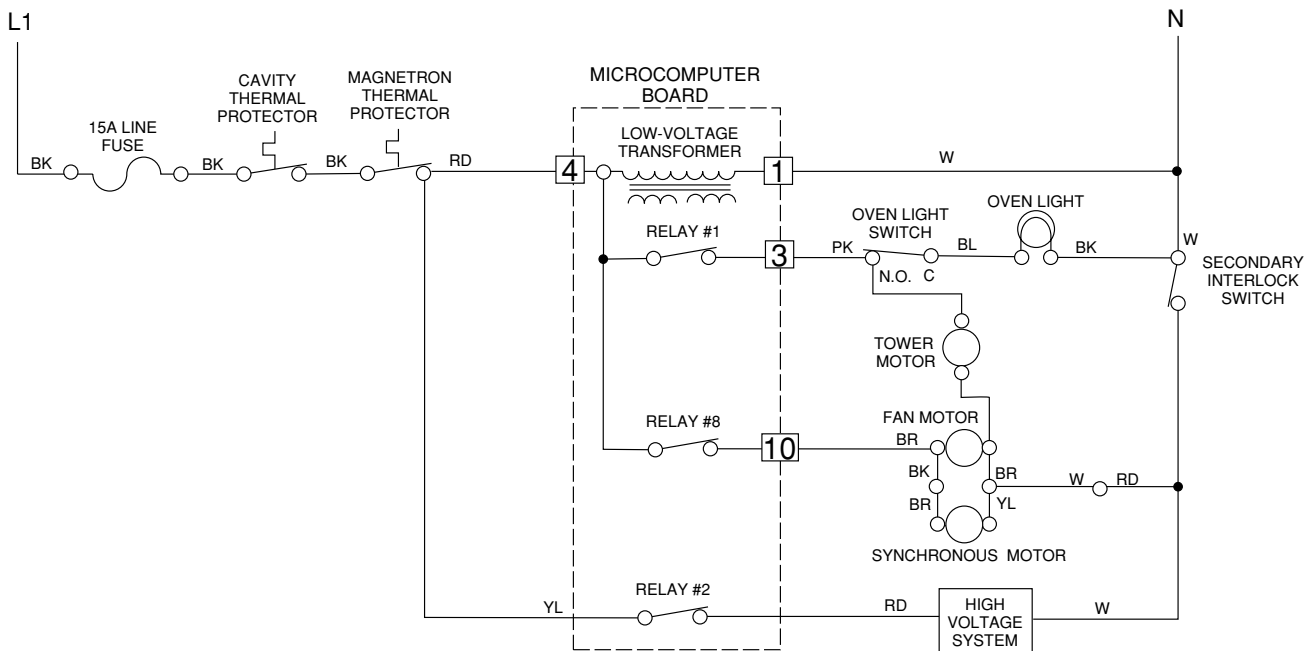 L1
N
CAVITY
THERMAL
PROTECTOR
MAGNETRON
THERMAL
PROTECTOR
MICROCOMPUTER
BOARD
15A LINE
FUSE
LOW-VOLTAGE
TRANSFORMER
BK
BK
BK
RD
4
1
W
RELAY #1
3
PK
OVEN LIGHT
SWITCH
N.O.
C
BL
OVEN LIGHT
BK
W
SECONDARY
INTERLOCK
SWITCH
TOWER
MOTOR
RELAY #8
10
BR
FAN MOTOR
BK
BR
BR
YL
W
RD
SYNCHRONOUS MOTOR
YL
RELAY #2
RD
HIGH
VOLTAGE
SYSTEM
W